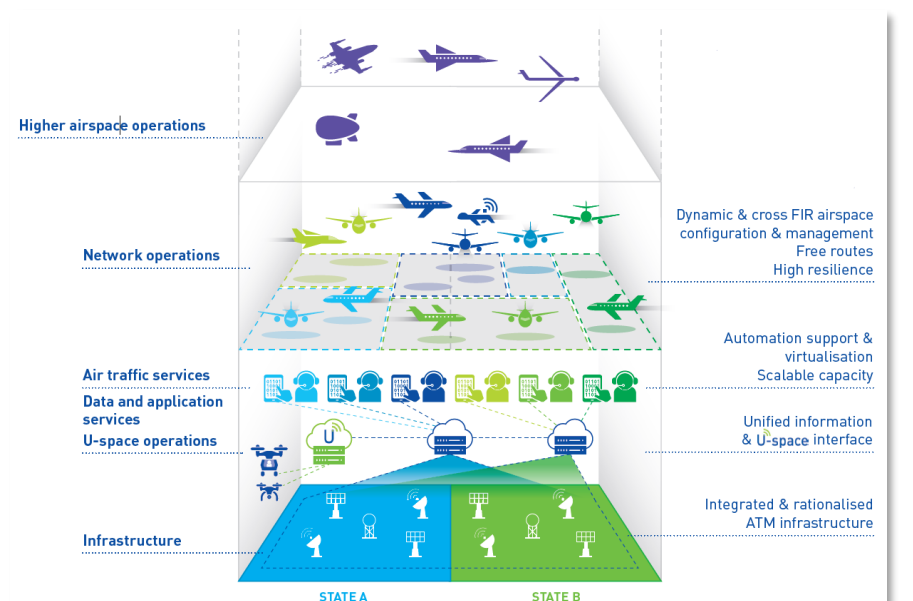 Higher airspace operations
Network operations
Dynamic & cross FIR airspace
configuration & management
Free routes
High resilience
Air traffic services
Automation support &
virtualisation
Scalable capacity
Data and application
services
U-space operations
U
Unified information
& U-space interface
Infrastructure
Integrated & rationalised
ATM infrastructure
STATE A
STATE B